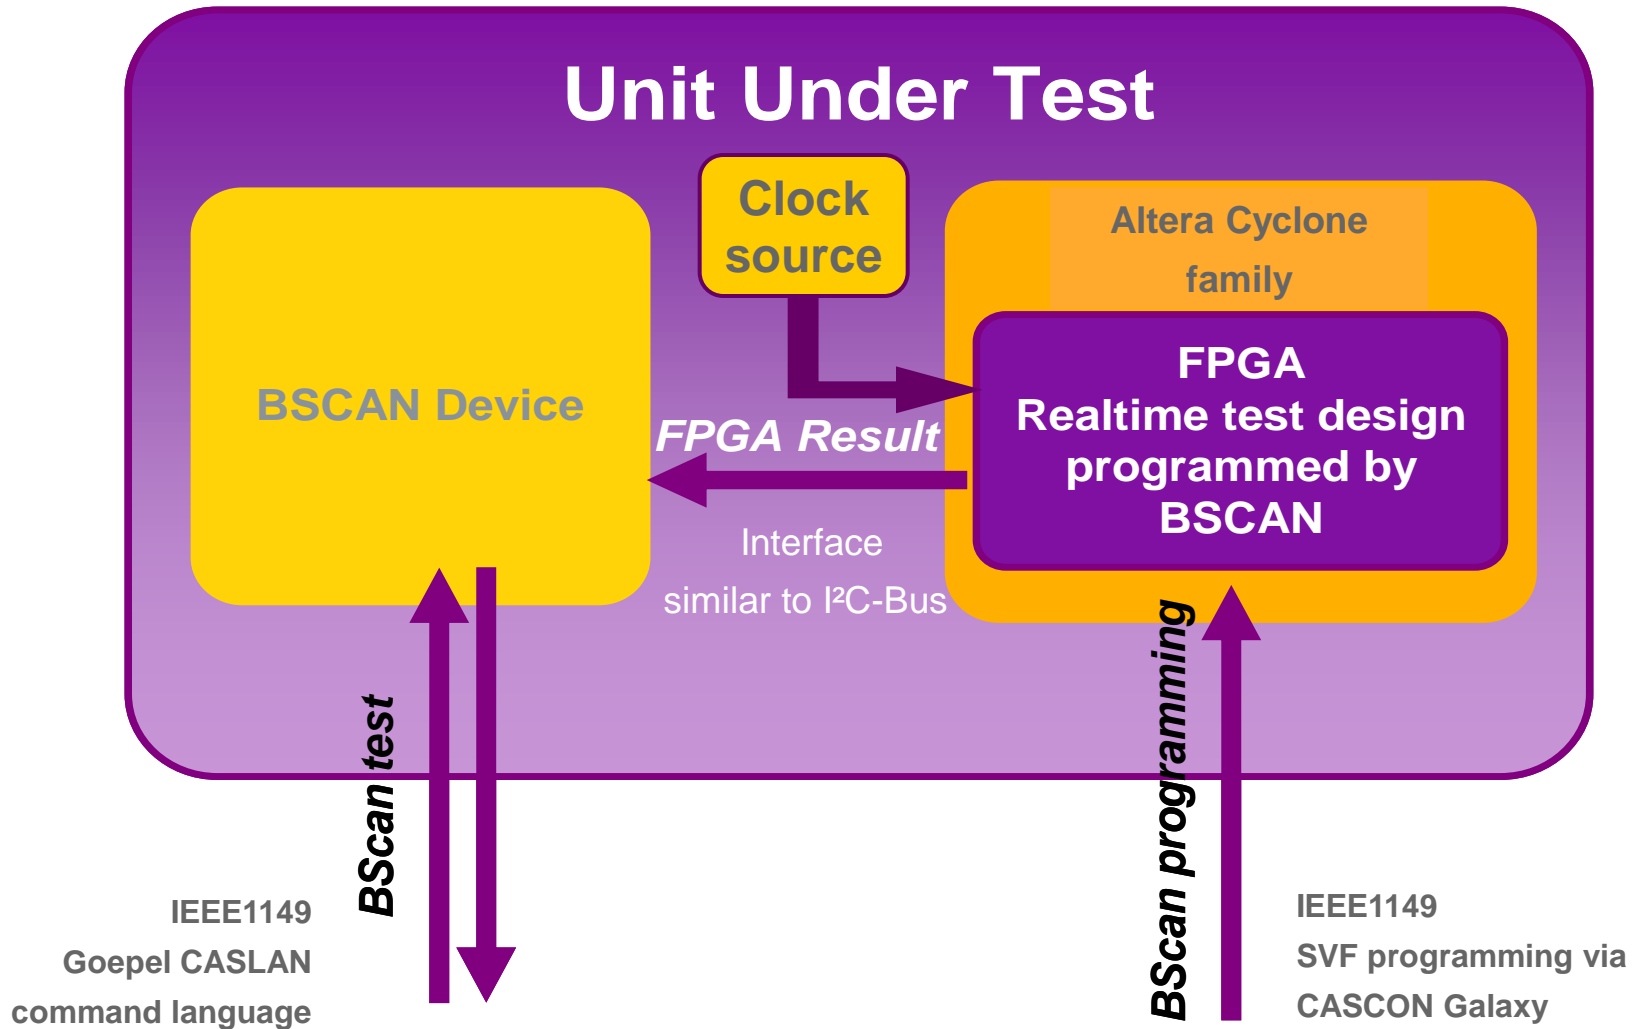 Unit Under Test
Clock
source
Altera Cyclone
family
BSCAN Device
FPGA
Realtime test design
programmed by
BSCAN
FPGA Result
Interface
similar to I²C-Bus
BScan test
BScan programming
IEEE1149
Goepel CASLAN
command language
IEEE1149
SVF programming via
CASCON Galaxy